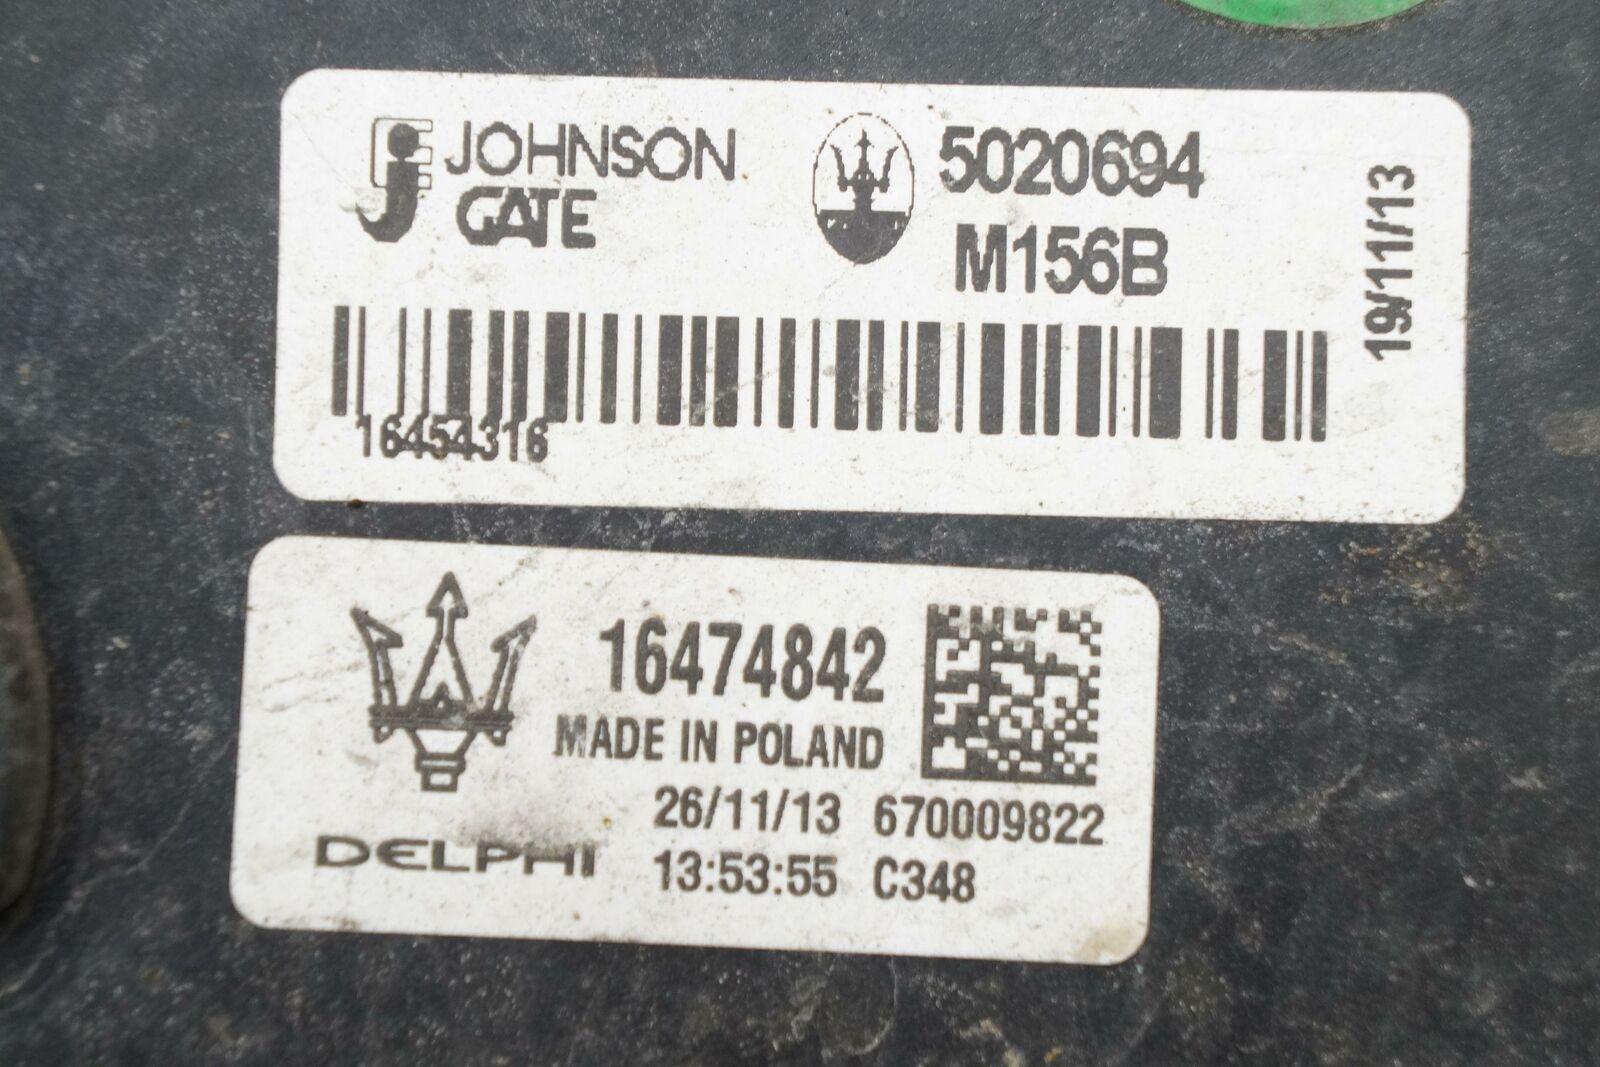 JOHNSON
GATE
5020694
M156B
19/11/13
16454316
16474842
MADE IN POLAND
26/11/13 670009822
DELPHI
13:53:55 C348